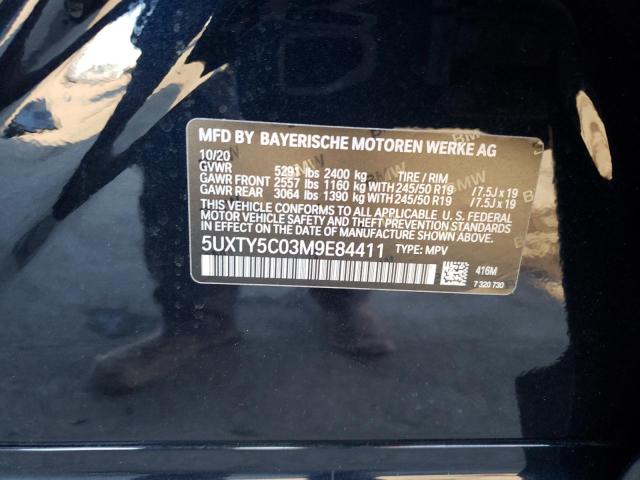 MFD BY BAYERISCHE MOTOREN WERKE AG
10/20
GVWR 5291 lbs 2400 kg TIRE / RIM
GAWR FRONT 2557 lbs 1160 kg WITH 245/50 R19 /7.5J x 19
GAWR REAR 3064 lbs 1390 kg WITH 245/50 R19 /7.5J x 19
THIS VEHICLE CONFORMS TO ALL APPLICABLE U.S. FEDERAL
MOTOR VEHICLE SAFETY AND THEFT PREVENTION STANDARDS
IN EFFECT ON THE DATE OF MANUFACTURE SHOWN ABOVE.
5UXTY5C03M9E84411 TYPE: MPV
416M
7 320 730